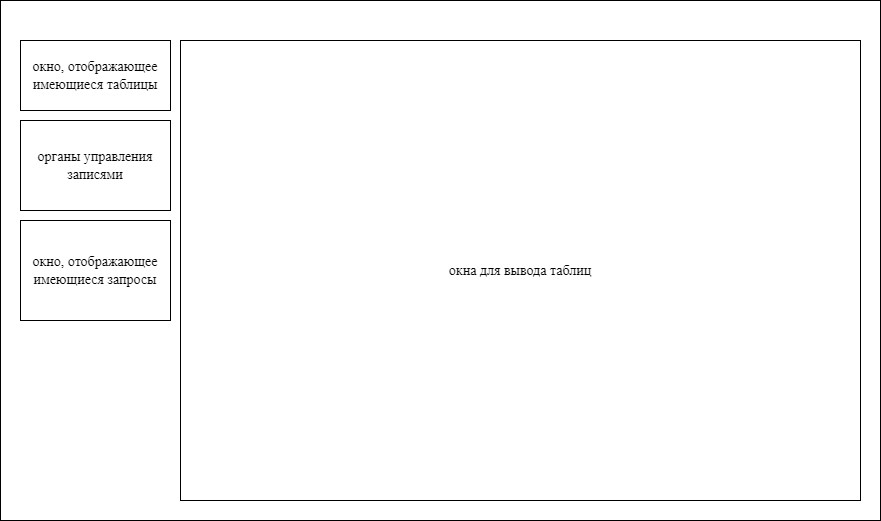 окно, отображающее
имеющиеся таблицы
органы управления
записями
окно, отображающее
имеющиеся запросы
окна для вывода таблиц